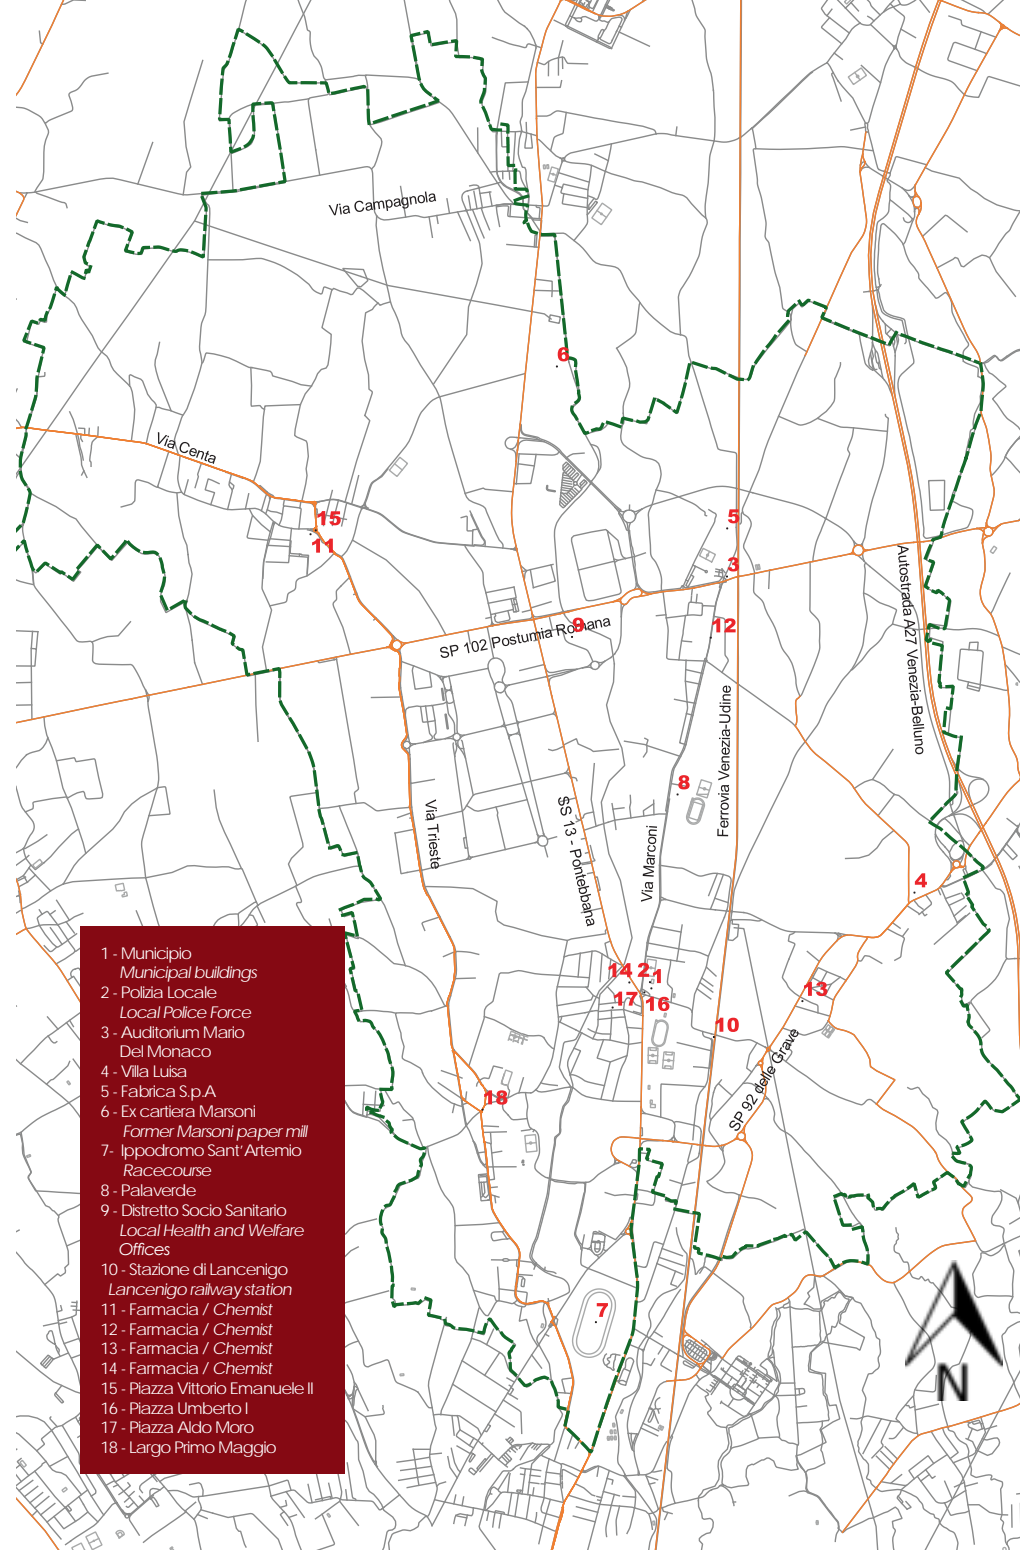 Via Campagnola
6
Via Centa
15
5
11
3
9
12
SP 102 Postumia Romana
Autostrada A27 Venezia-Belluno
Ferrovia Venezia-Udine
8
Via Trieste
SS 13 - Pontebbana
Via Marconi
4
14 2 1
17 16
13
10
SP 92 delle Grave
18
7
N
1 - Municipio
Municipal buildings
2 - Polizia Locale
Local Police Force
3 - Auditorium Mario
Del Monaco
4 - Villa Luisa
5 - Fabrica S.p.A
6 - Ex cartiera Marsoni
Former Marsoni paper mill
7- Ippodromo Sant'Artemio
Racecourse
8 - Palaverde
9 - Distretto Socio Sanitario
Local Health and Welfare
Offices
10 - Stazione di Lancenigo
Lancenigo railway station
11 - Farmacia / Chemist
12 - Farmacia / Chemist
13 - Farmacia / Chemist
14 - Farmacia / Chemist
15 - Piazza Vittorio Emanuele II
16 - Piazza Umberto I
17 - Piazza Aldo Moro
18 - Largo Primo Maggio